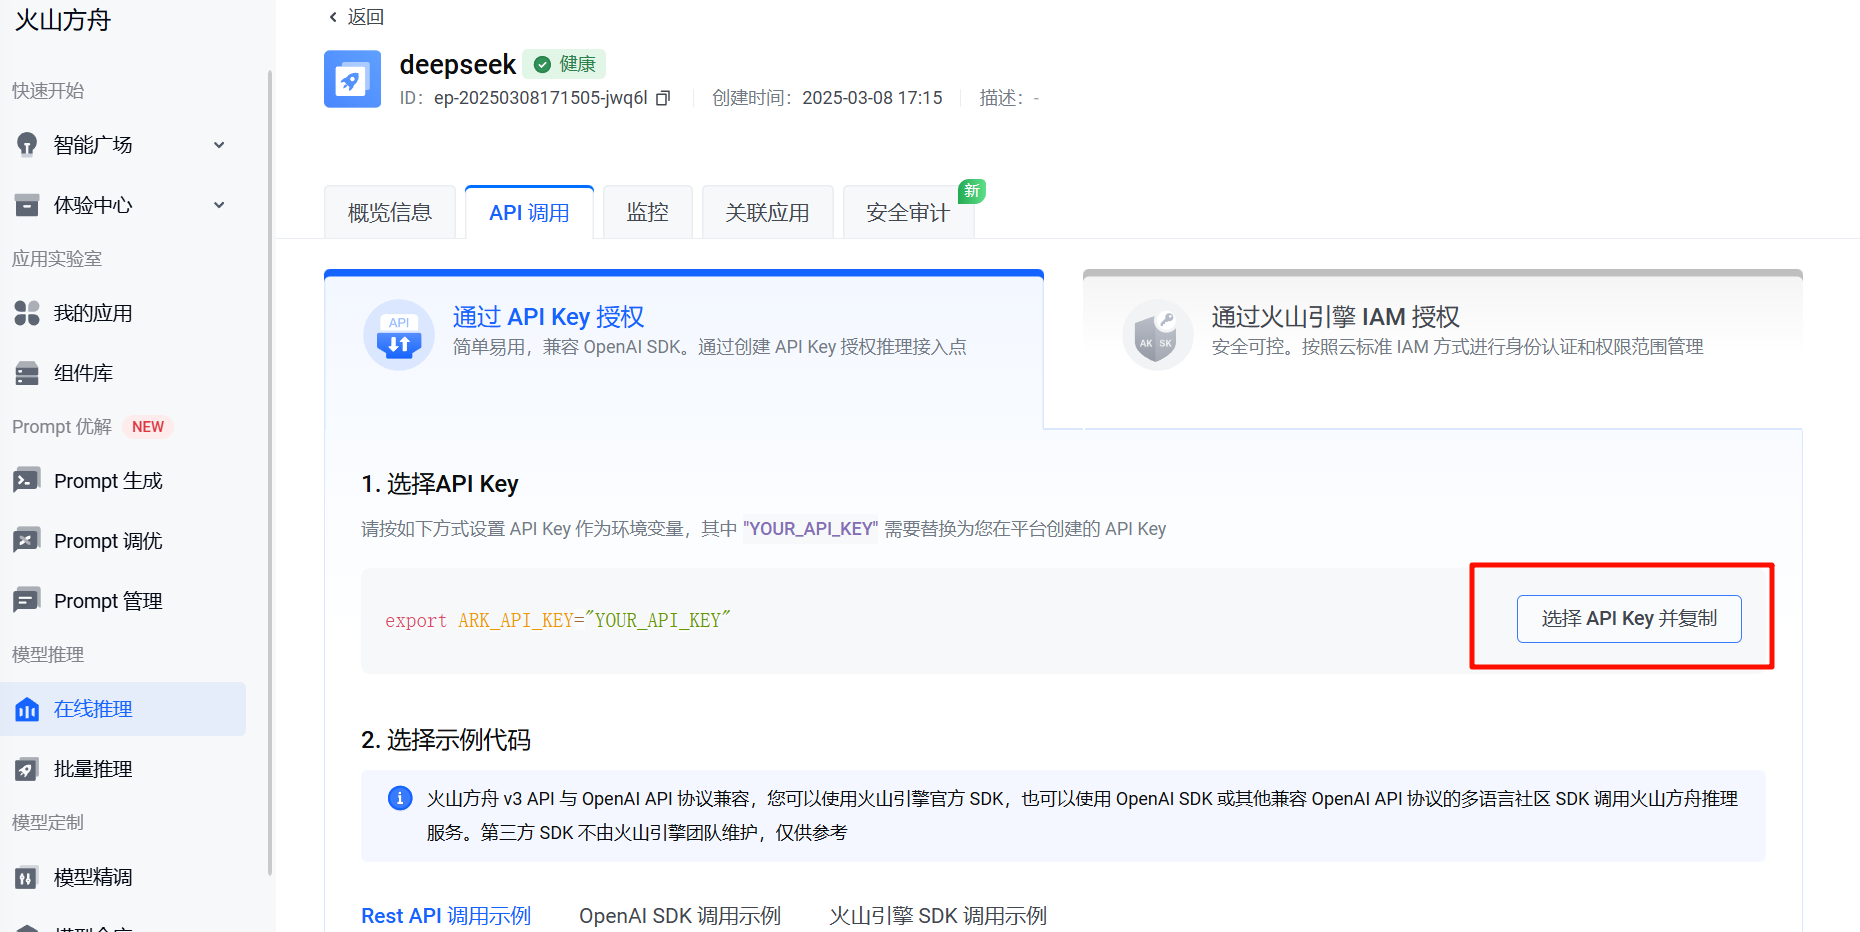 火山方舟
快速开始
智能广场
体验中心
应用实验室
我的应用
组件库
Prompt 优解 NEW
Prompt 生成
Prompt 调优
Prompt 管理
模型推理
在线推理
批量推理
模型定制
模型精调
返回
deepseek 健康
ID: ep-20250308171505-jwq6l 创建时间: 2025-03-08 17:15 描述: -
概览信息 API 调用 监控 关联应用 安全审计 新
API
通过 API Key 授权
简单易用，兼容 OpenAI SDK。通过创建 API Key 授权推理接入点
AK SK
通过火山引擎 IAM 授权
安全可控。按照云标准 IAM 方式进行身份认证和权限范围管理
1. 选择API Key
请按如下方式设置 API Key 作为环境变量，其中 "YOUR_API_KEY" 需要替换为您在平台创建的 API Key
export ARK_API_KEY="YOUR_API_KEY"
选择 API Key 并复制
2. 选择示例代码
火山方舟 v3 API 与 OpenAI API 协议兼容，您可以使用火山引擎官方 SDK，也可以使用 OpenAI SDK 或其他兼容 OpenAI API 协议的多语言社区 SDK 调用火山方舟推理
服务。第三方 SDK 不由火山引擎团队维护，仅供参考
Rest API 调用示例 OpenAI SDK 调用示例 火山引擎 SDK 调用示例